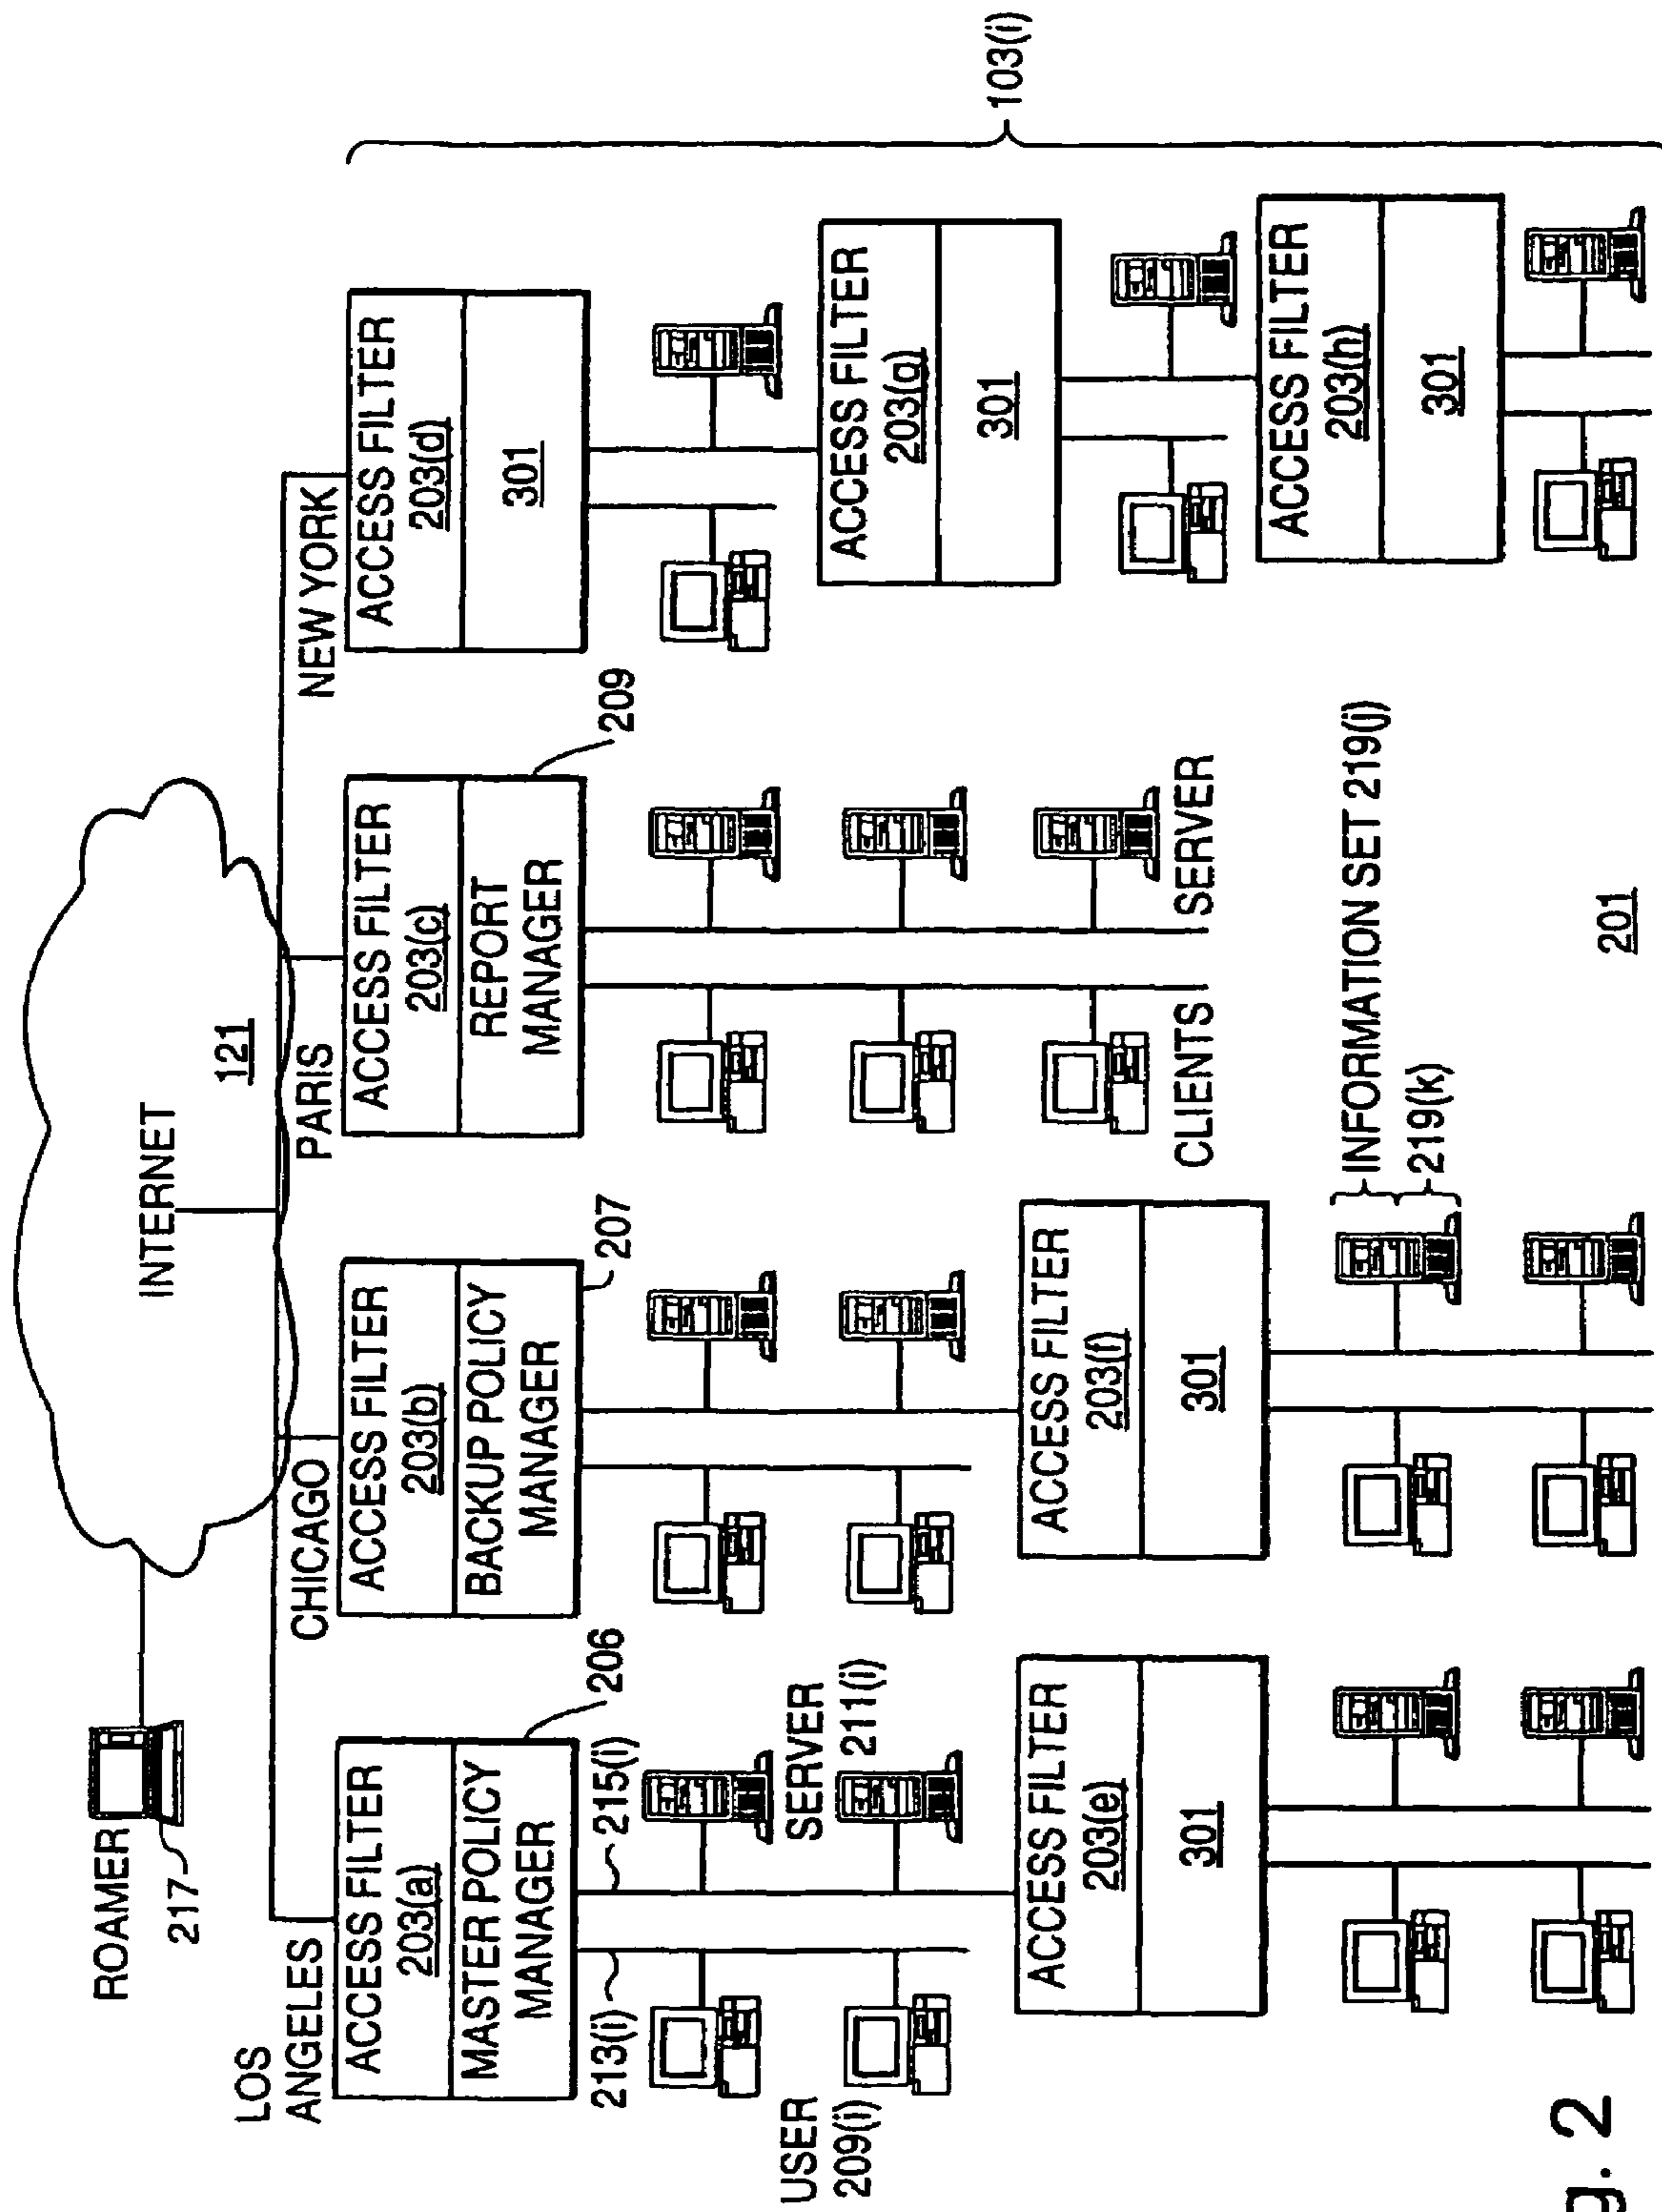 ROAMER
217
INTERNET
121
LOS
ANGELES
CHICAGO
PARIS
NEW YORK
ACCESS FILTER
203(a)
MASTER POLICY
MANAGER
206
ACCESS FILTER
203(b)
BACKUP POLICY
MANAGER
207
ACCESS FILTER
203(c)
REPORT
MANAGER
209
ACCESS FILTER
203(d)
301
213(i)
215(i)
USER
209(i)
SERVER
211(i)
ACCESS FILTER
203(e)
301
ACCESS FILTER
203(f)
301
CLIENTS
SERVER
ACCESS FILTER
203(g)
301
ACCESS FILTER
203(h)
301
103(i)
INFORMATION SET 219(j)
219(k)
201
g. 2